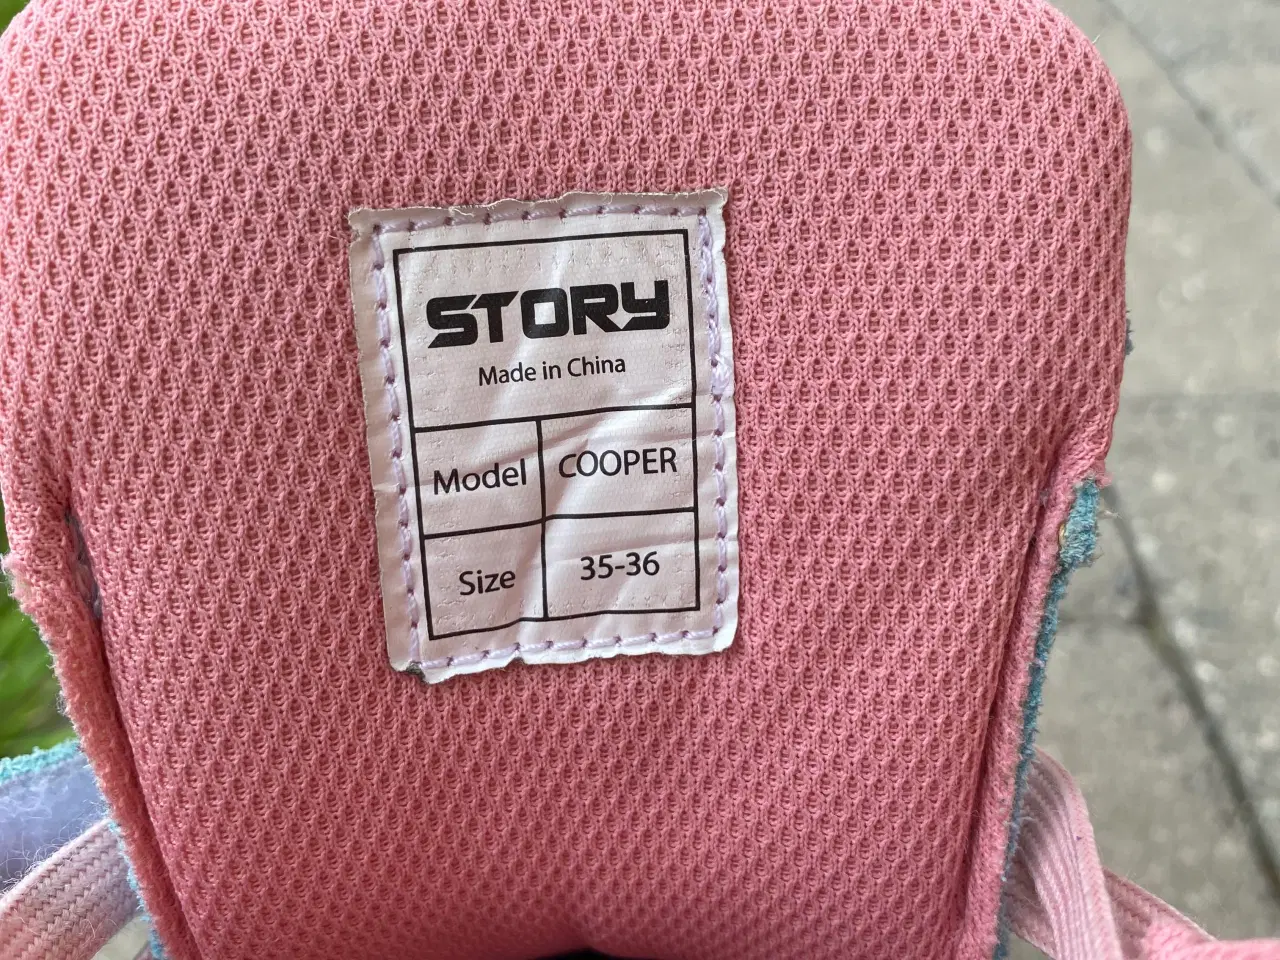 STORY
Made in China
Model COOPER
Size 35-36